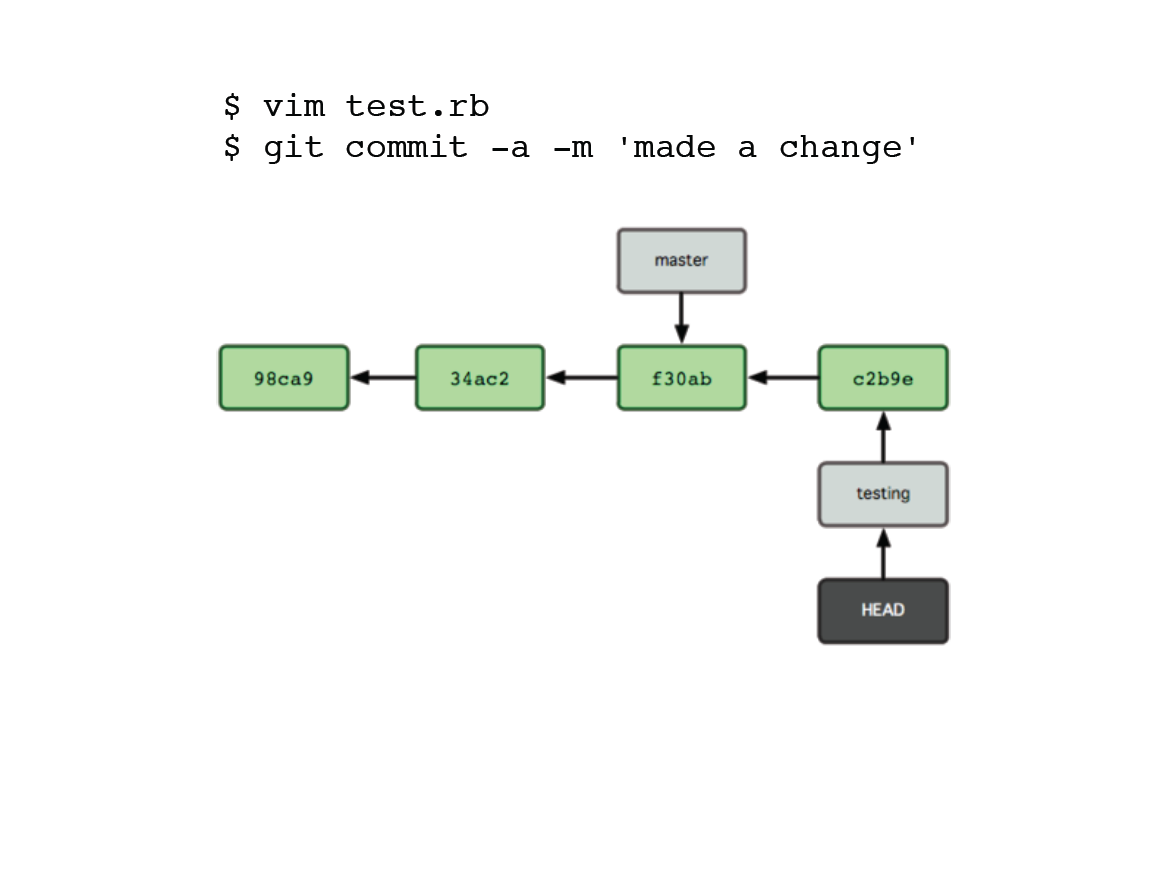 $ vim test.rb
$ git commit -a -m 'made a change'
master
98ca9 34ac2 f30ab c2b9e
testing
HEAD